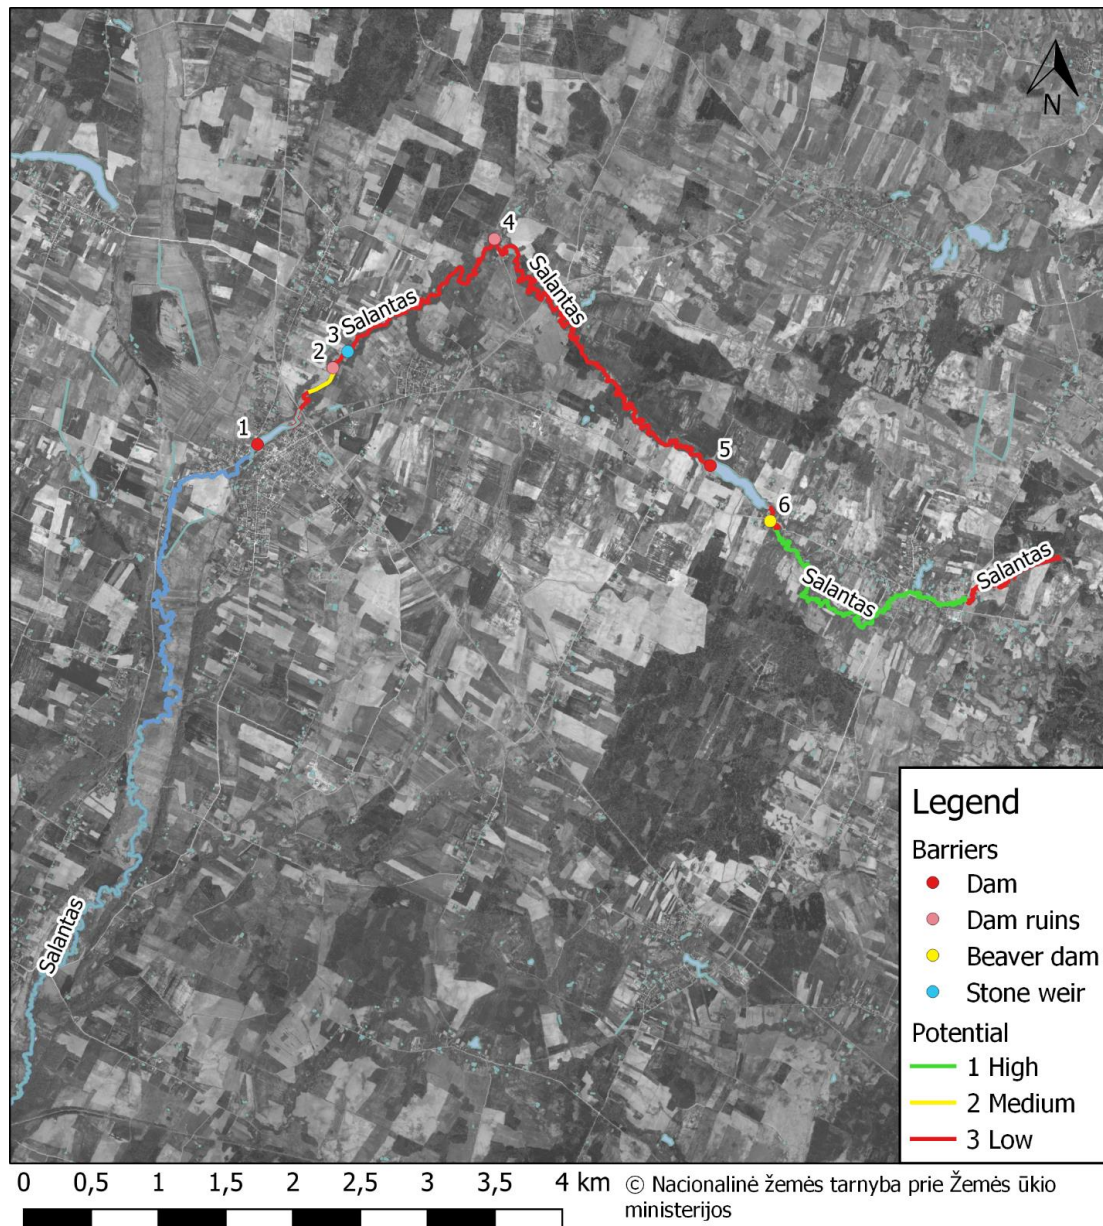 N
4
Salantas
3 Salantas
2
1
5
6
Salantas
Salantas
Salantas
Legend
Barriers
Dam
Dam ruins
Beaver dam
Stone weir
Potential
1 High
2 Medium
3 Low
0 0,5 1 2 2,5 3 3,5 4 km
© Nacionalinė žemės tarnyba prie Žemės ūkio
ministerijos